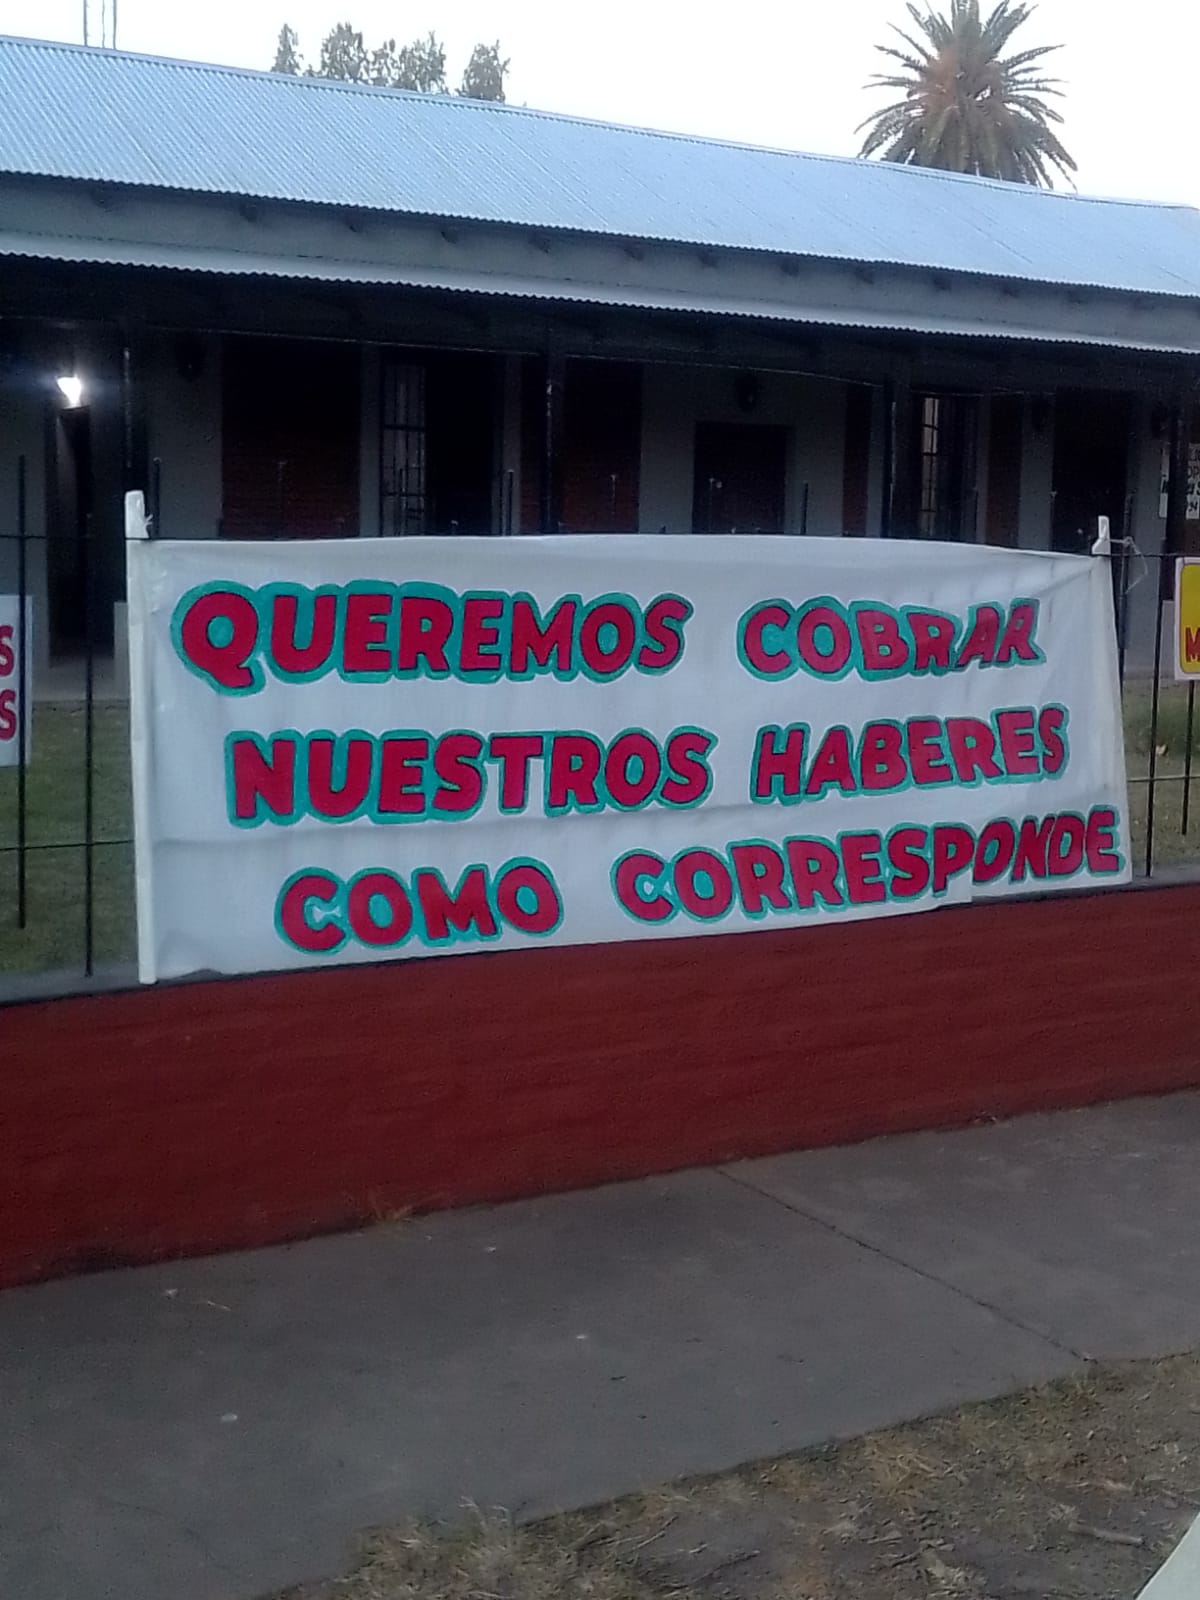 QUEREMOS COBRAR
NUESTROS HABERES
COMO CORRESPONDE